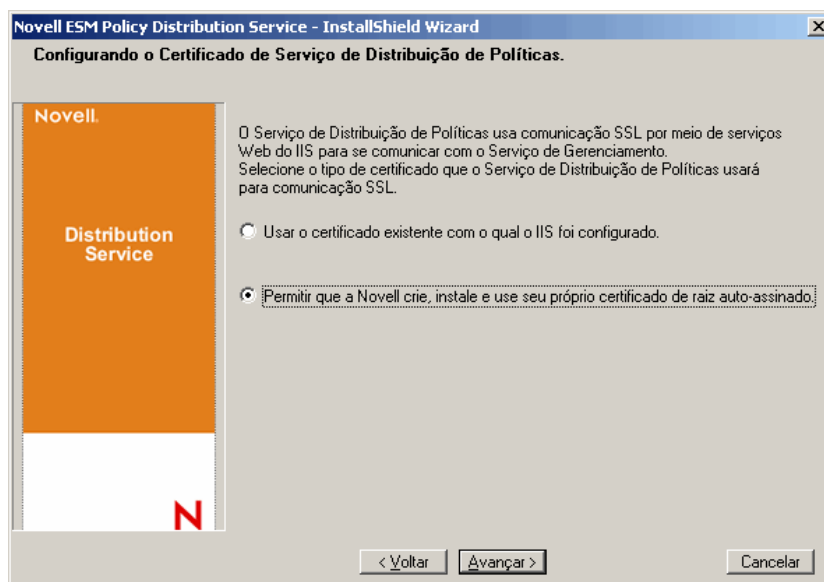 Novell ESM Policy Distribution Service - InstallShield Wizard
Configurando o Certificado de Serviço de Distribuição de Políticas.
Novell.
Distribution
Service
N
O Serviço de Distribuição de Políticas usa comunicação SSL por meio de serviços
Web do IIS para se comunicar com o Serviço de Gerenciamento.
Selecione o tipo de certificado que o Serviço de Distribuição de Políticas usará
para comunicação SSL.
Usar o certificado existente com o qual o IIS foi configurado.
Permitir que a Novell crie, instale e use seu próprio certificado de raiz auto-assinado.
< Voltar
Avançar >
Cancelar